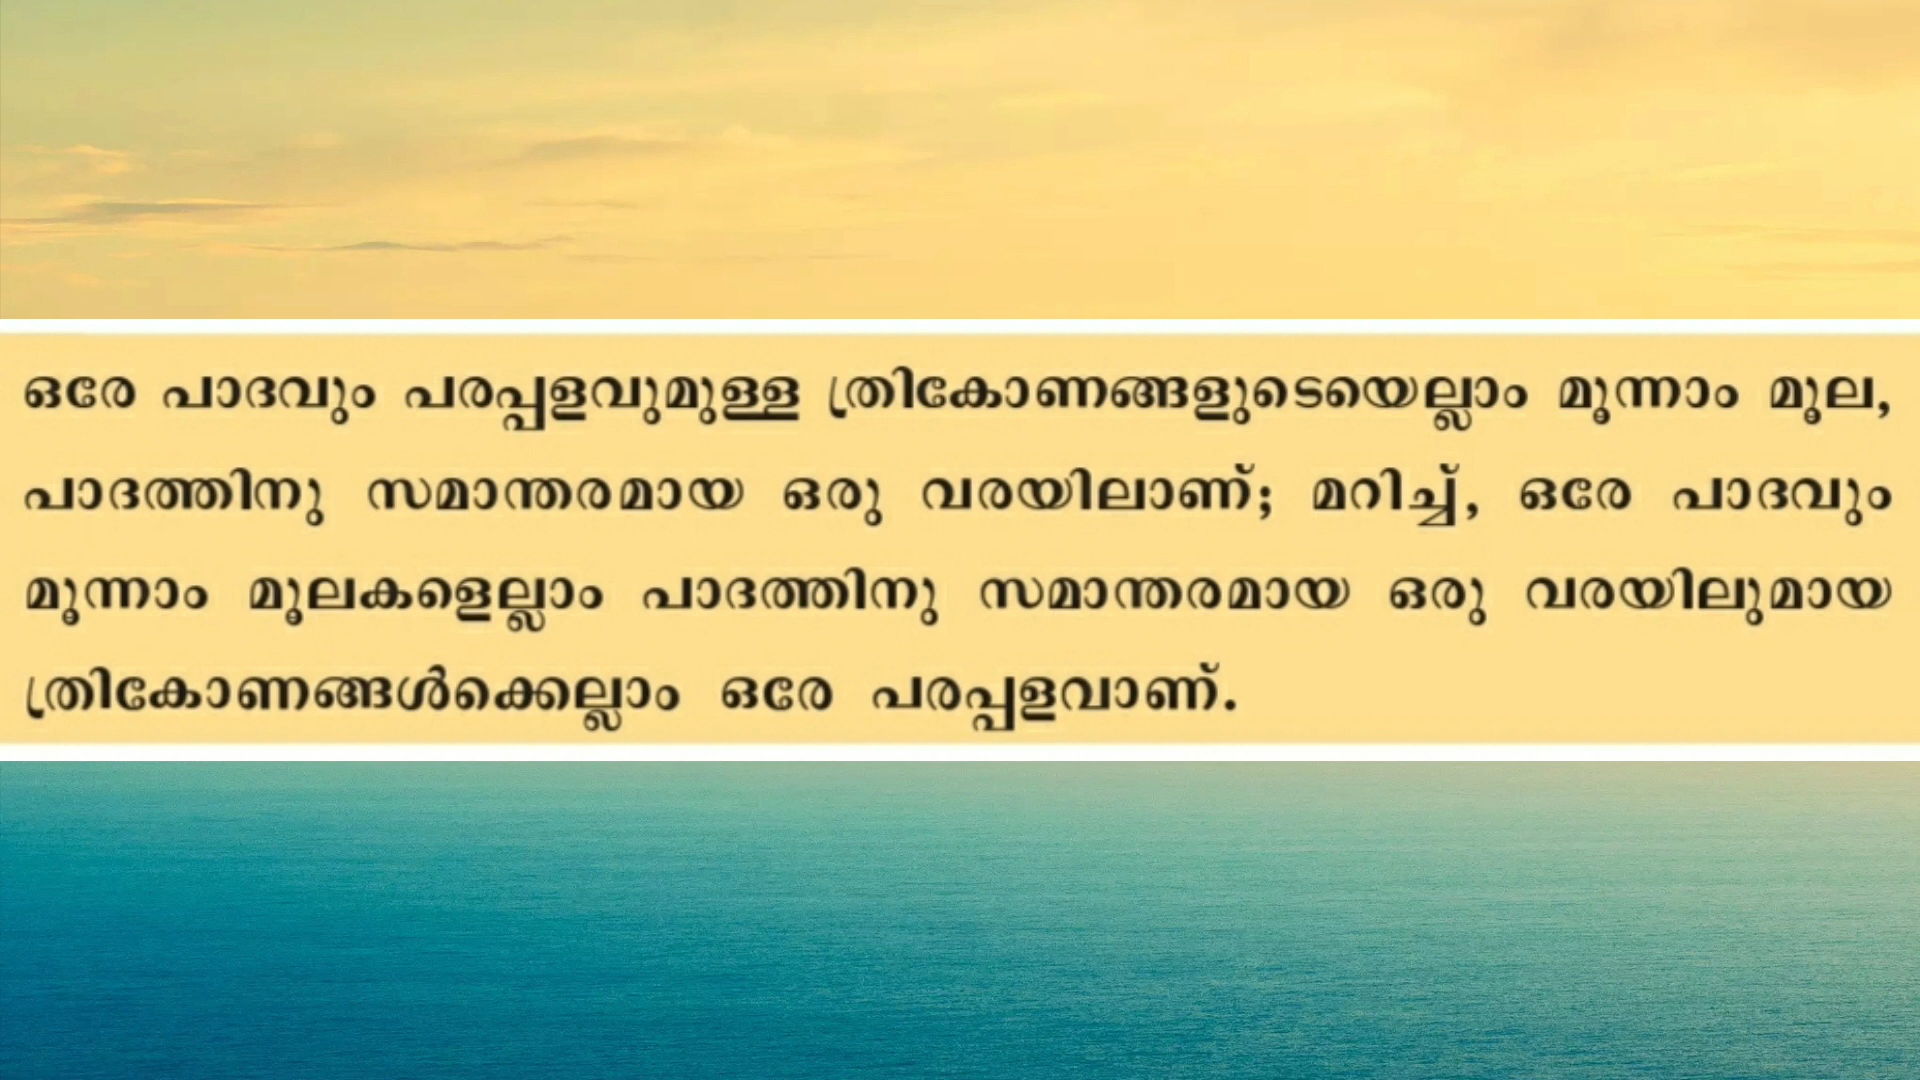 ഒരേ പാദവും പരപ്പളവുമുള്ള ത്രികോണങ്ങളുടെയെല്ലാം മൂന്നാം മൂല,
പാദത്തിനു സമാന്തരമായ ഒരു വരയിലാണ്; മറിച്ച്, ഒരേ പാദവും
മൂന്നാം മൂലകളെല്ലാം പാദത്തിനു സമാന്തരമായ ഒരു വരയിലുമായ
ത്രികോണങ്ങൾക്കെല്ലാം ഒരേ പരപ്പളവാണ്.